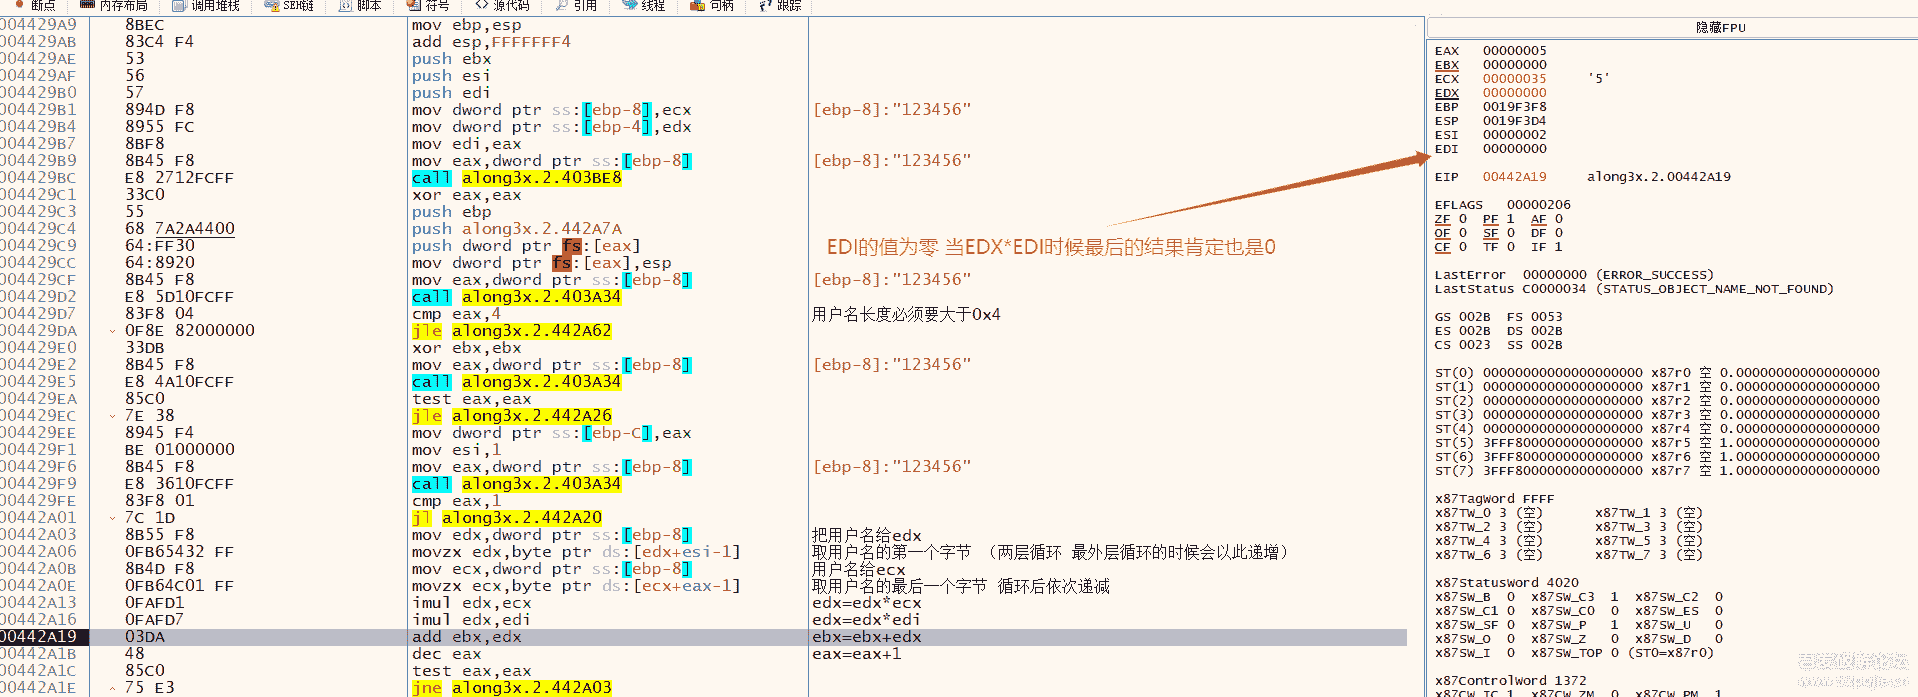 断点 内存布局 调用堆栈 SEH链 脚本 符号 源代码 引用 线程 句柄 跟踪
004429A9 8BEC mov ebp,esp
004429AB 83C4 F4 add esp,FFFFFFF4
004429AE 53 push ebx
004429AF 56 push esi
004429B0 57 push edi
004429B1 894D F8 mov dword ptr ss:[ebp-8],ecx [ebp-8]:"123456"
004429B4 8955 FC mov dword ptr ss:[ebp-4],edx
004429B7 8BF8 mov edi,eax
004429B9 8B45 F8 mov eax,dword ptr ss:[ebp-8] [ebp-8]:"123456"
004429BC E8 2712FCFF call along3x.2.403BE8
004429C1 33C0 xor eax,eax
004429C3 55 push ebp
004429C4 68 7A2A4400 push along3x.2.442A7A
004429C9 64:FF30 push dword ptr fs:[eax]
004429CC 64:8920 mov dword ptr fs:[eax],esp
004429CF 8B45 F8 mov eax,dword ptr ss:[ebp-8] [ebp-8]:"123456"
004429D2 E8 5D10FCFF call along3x.2.403A34
004429D7 83F8 04 cmp eax,4 用户名长度必须要大于0x4
004429DA 0F8E 82000000 jle along3x.2.442A62
004429E0 33DB xor ebx,ebx
004429E2 8B45 F8 mov eax,dword ptr ss:[ebp-8] [ebp-8]:"123456"
004429E5 E8 4A10FCFF call along3x.2.403A34
004429EA 85C0 test eax,eax
004429EC 7E 38 jle along3x.2.442A26
004429EE 8945 F4 mov dword ptr ss:[ebp-C],eax
004429F1 BE 01000000 mov esi,1
004429F6 8B45 F8 mov eax,dword ptr ss:[ebp-8] [ebp-8]:"123456"
004429F9 E8 3610FCFF call along3x.2.403A34
004429FE 83F8 01 cmp eax,1
00442A01 7C 1D jl along3x.2.442A20
00442A03 8B55 F8 mov edx,dword ptr ss:[ebp-8] 把用户名给edx
00442A06 0FB65432 FF movzx edx,byte ptr ds:[edx+esi-1] 取用户名的第一个字节 （两层循环 最外层循环的时候会以此递增）
00442A0B 8B4D F8 mov ecx,dword ptr ss:[ebp-8] 用户名给ecx
00442A0E 0FB64C01 FF movzx ecx,byte ptr ds:[ecx+eax-1] 取用户名的最后一个字节 循环后依次递减
00442A13 0FAFD1 imul edx,ecx edx=edx*ecx
00442A16 0FAFD7 imul edx,edi edx=edx*edi
00442A19 03DA add ebx,edx ebx=ebx+edx
00442A1B 48 dec eax eax=eax+1
00442A1C 85C0 test eax,eax
00442A1E 75 E3 jne along3x.2.442A03
EDI的值为零 当EDX*EDI时候最后的结果肯定也是0
隐藏FPU
EAX 00000005
EBX 00000000
ECX 00000035 '5'
EDX 00000000
EBP 0019F3F8
ESP 0019F3D4
ESI 00000002
EDI 00000000
EIP 00442A19 along3x.2.00442A19
EFLAGS 00000206
ZF 0 PF 1 AF 0
OF 0 SF 0 DF 0
CF 0 TF 0 IF 1
LastError 00000000 (ERROR_SUCCESS)
LastStatus C0000034 (STATUS_OBJECT_NAME_NOT_FOUND)
GS 002B FS 0053
ES 002B DS 002B
CS 0023 SS 002B
ST(0) 00000000000000000000 x87r0 空 0.000000000000000000
ST(1) 00000000000000000000 x87r1 空 0.000000000000000000
ST(2) 00000000000000000000 x87r2 空 0.000000000000000000
ST(3) 00000000000000000000 x87r3 空 0.000000000000000000
ST(4) 00000000000000000000 x87r4 空 0.000000000000000000
ST(5) 3FFF8000000000000000 x87r5 空 1.000000000000000000
ST(6) 3FFF8000000000000000 x87r6 空 1.000000000000000000
ST(7) 3FFF8000000000000000 x87r7 空 1.000000000000000000
x87TagWord FFFF
x87TW_0 3 (空) x87TW_1 3 (空)
x87TW_2 3 (空) x87TW_3 3 (空)
x87TW_4 3 (空) x87TW_5 3 (空)
x87TW_6 3 (空) x87TW_7 3 (空)
x87StatusWord 4020
x87SW_B 0 x87SW_C3 1 x87SW_C2 0
x87SW_C1 0 x87SW_C0 0 x87SW_ES 0
x87SW_SF 0 x87SW_P 1 x87SW_U 0
x87SW_O 0 x87SW_Z 0 x87SW_D 0
x87SW_I 0 x87SW_TOP 0 (ST0=x87r0)
x87ControlWord 1372
x87CW_IC 1 x87CW_ZM 0 x87CW_PM 1